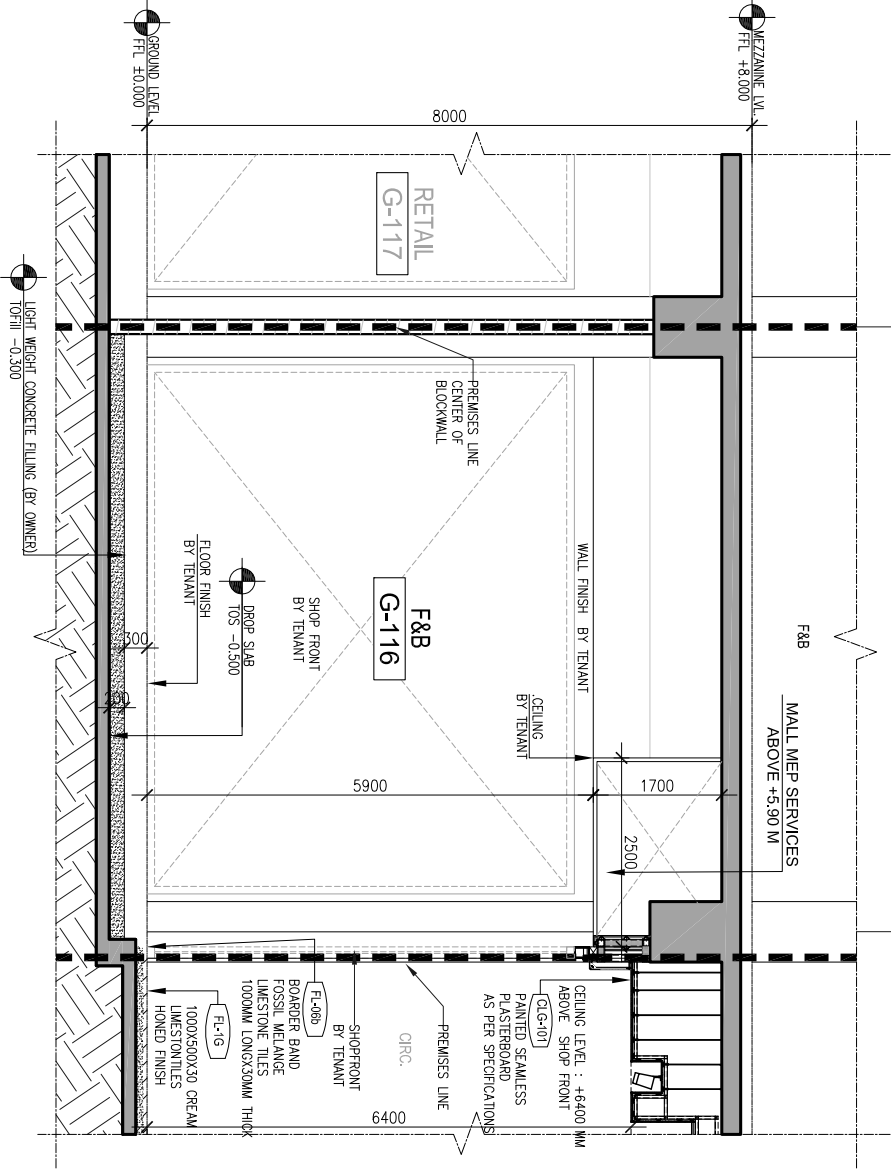 MEZZANINE LVL.
FFL +8.000
GROUND LEVEL
FFL ±0.000
8000
RETAIL
G-117
LIGHT WEIGHT CONCRETE FILLING (BY OWNER)
TOFill -0.300
PREMISES LINE
CENTER OF
BLOCKWALL
F&B
MALL MEP SERVICES
ABOVE +5.90 M
WALL FINISH BY TENANT
F&B
G-116
SHOP FRONT
BY TENANT
DROP SLAB
TOS -0.500
FLOOR FINISH
BY TENANT
300
200
CEILING
BY TENANT
5900
1700
2500
CEILING LEVEL : +6400 MM
ABOVE SHOP FRONT
CLG-101
PAINTED SEAMLESS
PLASTERBOARD
AS PER SPECIFICATIONS
PREMISES LINE
CIRC.
SHOPFRONT
BY TENANT
FL-06b
BOARDER BAND
FOSSIL MELANGE
LIMESTONE TILES
1000MM LONGX30MM THICK
FL-1G
1000X500X30 CREAM
LIMESTONTILES
HONED FINISH
6400